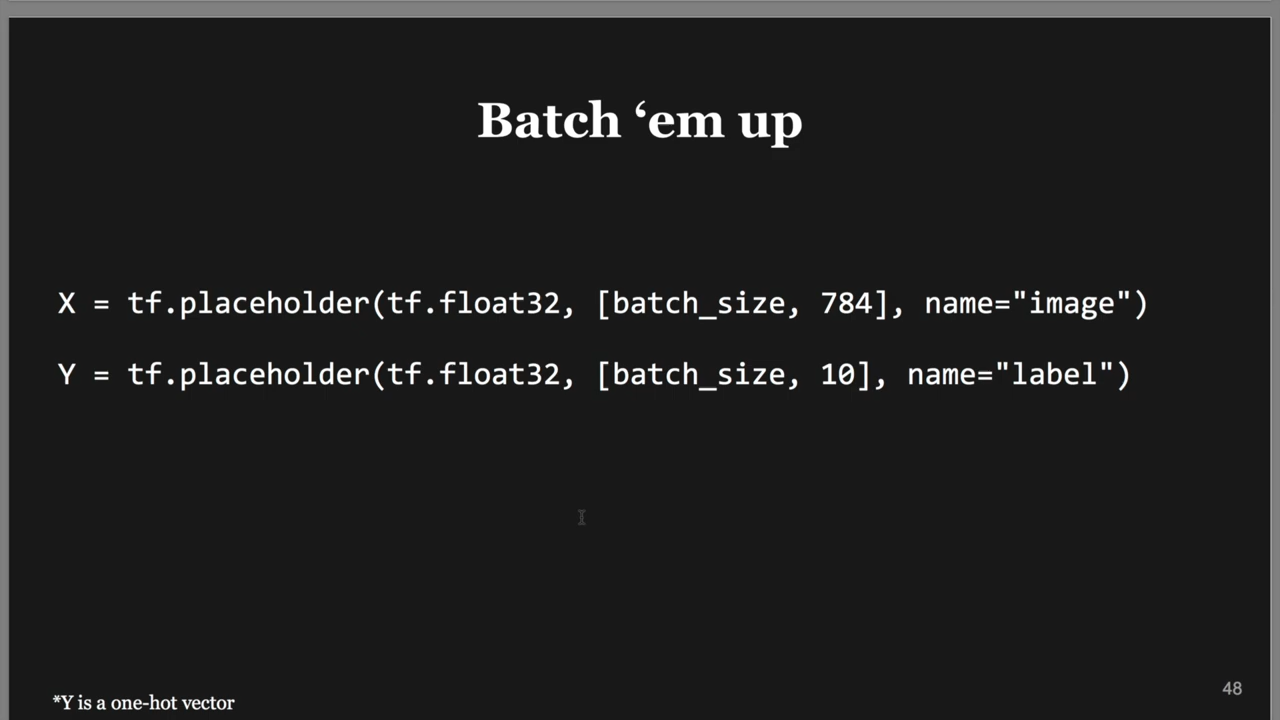 Batch ‘em up
X = tf.placeholder(tf.float32, [batch_size, 784], name="image")
Y = tf.placeholder(tf.float32, [batch_size, 10], name="label")
*Y is a one-hot vector
48